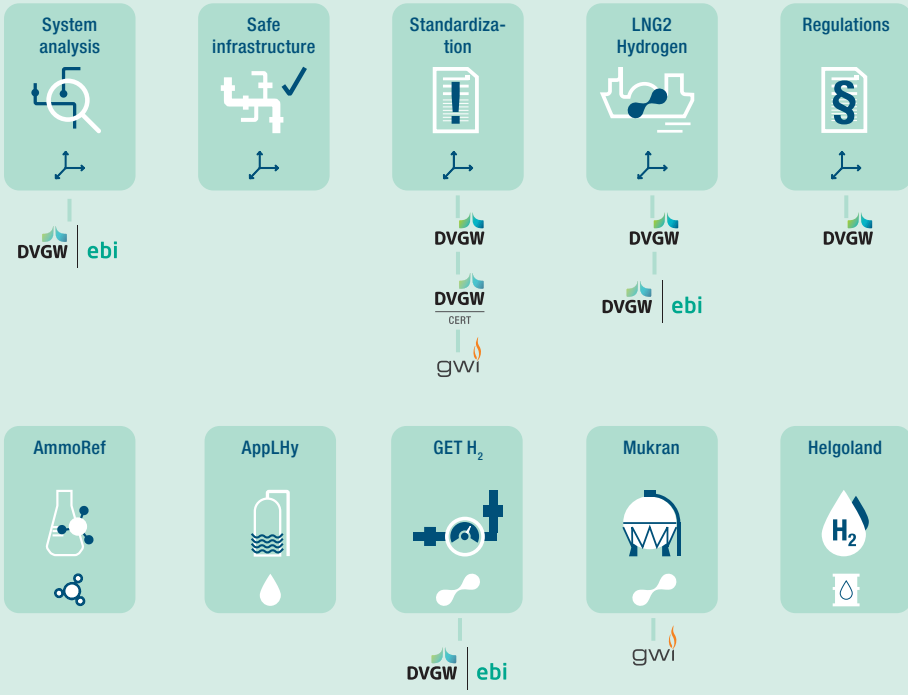 System
analysis
Safe
infrastructure
Standardiza-
tion
LNG2
Hydrogen
Regulations
!
§
DVGW | ebi
DVGW
DVGW
CERT
gwi
DVGW
DVGW | ebi
DVGW
AmmoRef
AppLHy
GET H₂
Mukran
Helgoland
H₂
DVGW | ebi
gwi